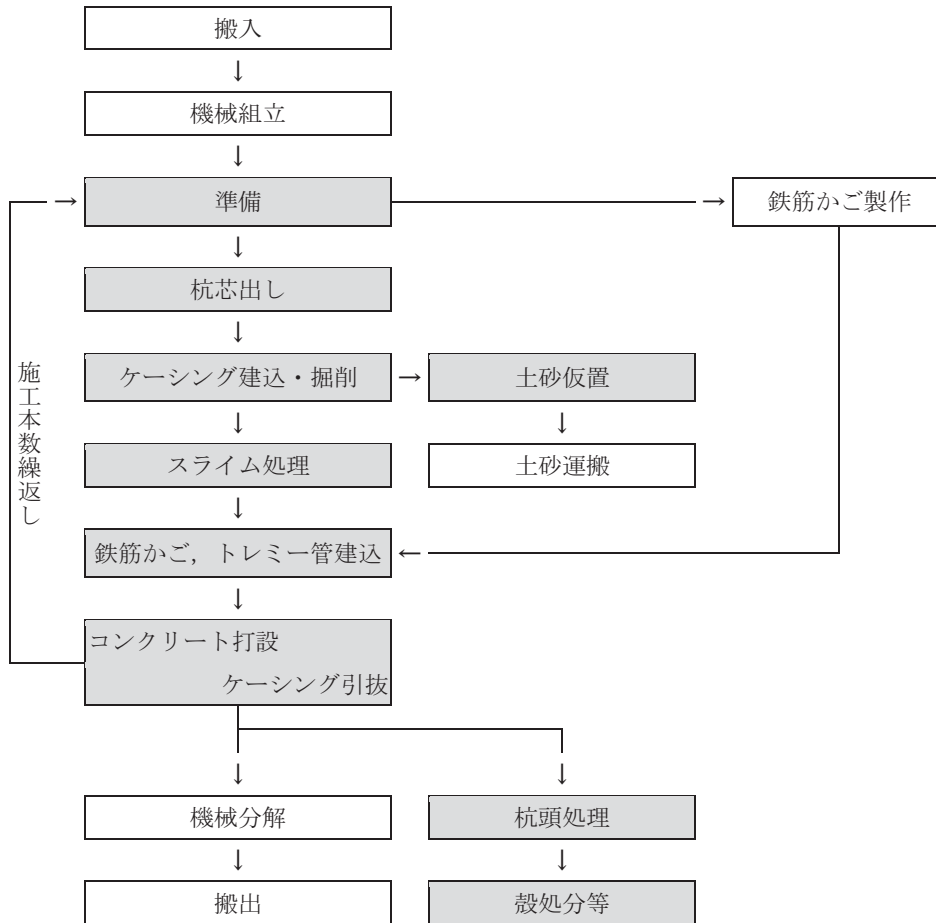 搬入
↓
機械組立
↓
→ 準備 → 鉄筋かご製作
↓
杭芯出し
↓
ケーシング建込・掘削 → 土砂仮置
↓ ↓
スライム処理 土砂運搬
↓
鉄筋かご，トレミー管建込 ←
↓
コンクリート打設
ケーシング引抜
施工本数繰返し
↓ ↓
機械分解 杭頭処理
↓ ↓
搬出 殻処分等